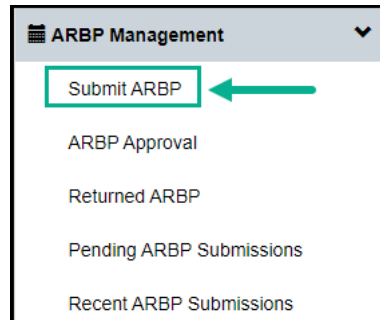 ARBP Management
Submit ARBP
ARBP Approval
Returned ARBP
Pending ARBP Submissions
Recent ARBP Submissions